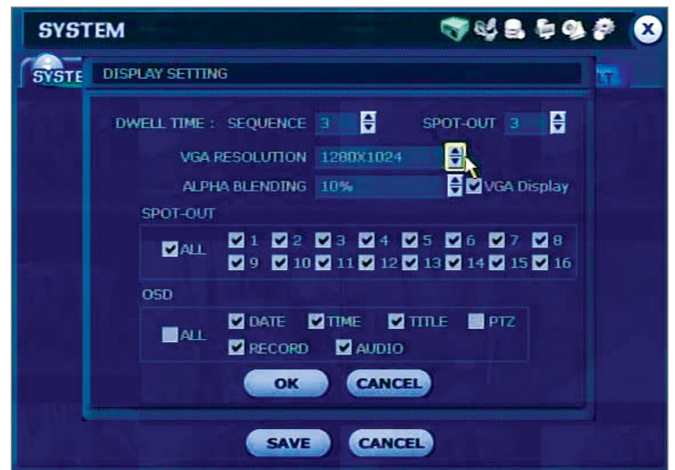 SYSTEM
SYSTE
DISPLAY SETTING
DWELL TIME : SEQUENCE 3 SPOT-OUT 3
VGA RESOLUTION 1280X1024
ALPHA BLENDING 10% VGA Display
SPOT-OUT
ALL 1 2 3 4 5 6 7 8
9 10 11 12 13 14 15 16
OSD
ALL DATE TIME TITLE PTZ
RECORD AUDIO
OK CANCEL
SAVE CANCEL